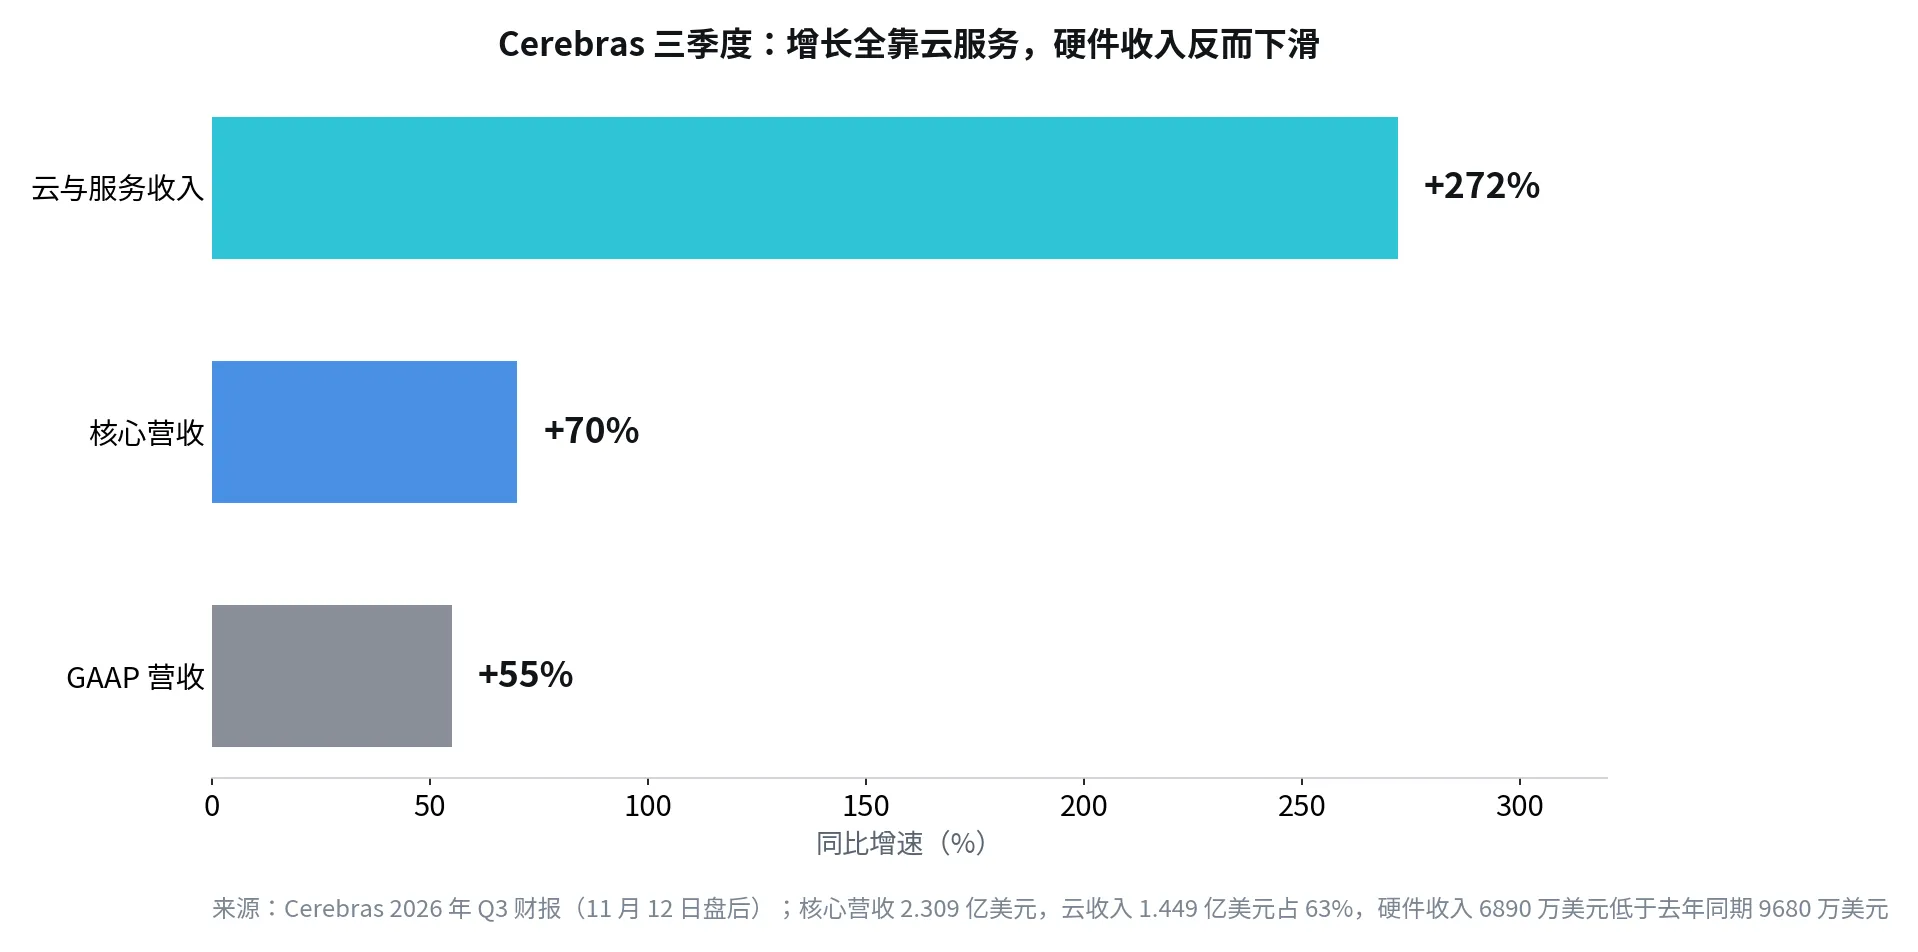 Cerebras 三季度：增长全靠云服务，硬件收入反而下滑
云与服务收入
+272%
核心营收
+70%
GAAP 营收
+55%
0 50 100 150 200 250 300
同比增速（%）
来源：Cerebras 2026 年 Q3 财报（11 月 12 日盘后）；核心营收 2.309 亿美元，云收入 1.449 亿美元占 63%，硬件收入 6890 万美元低于去年同期 9680 万美元